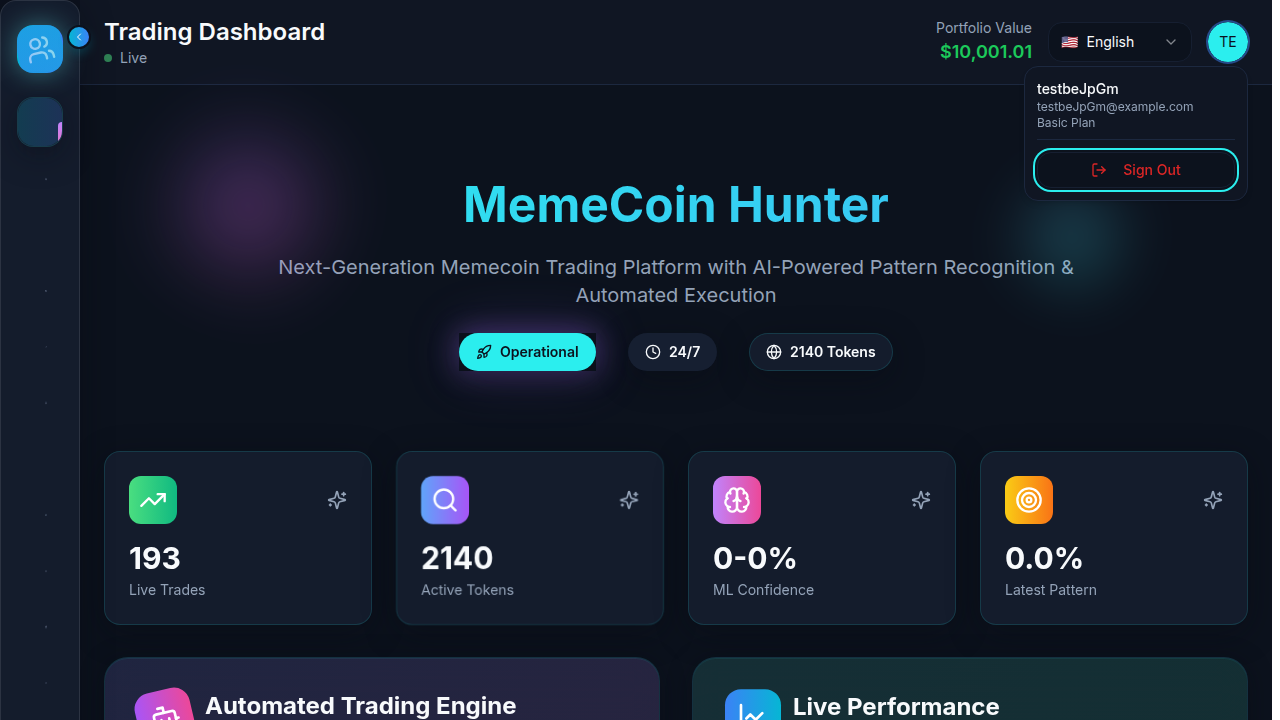 Trading Dashboard
Live
Portfolio Value
$10,001.01
English
TE
testbeJpGm
testbeJpGm@example.com
Basic Plan
Sign Out
MemeCoin Hunter
Next-Generation Memecoin Trading Platform with AI-Powered Pattern Recognition &
Automated Execution
Operational
24/7
2140 Tokens
193
Live Trades
2140
Active Tokens
0-0%
ML Confidence
0.0%
Latest Pattern
Automated Trading Engine
Live Performance